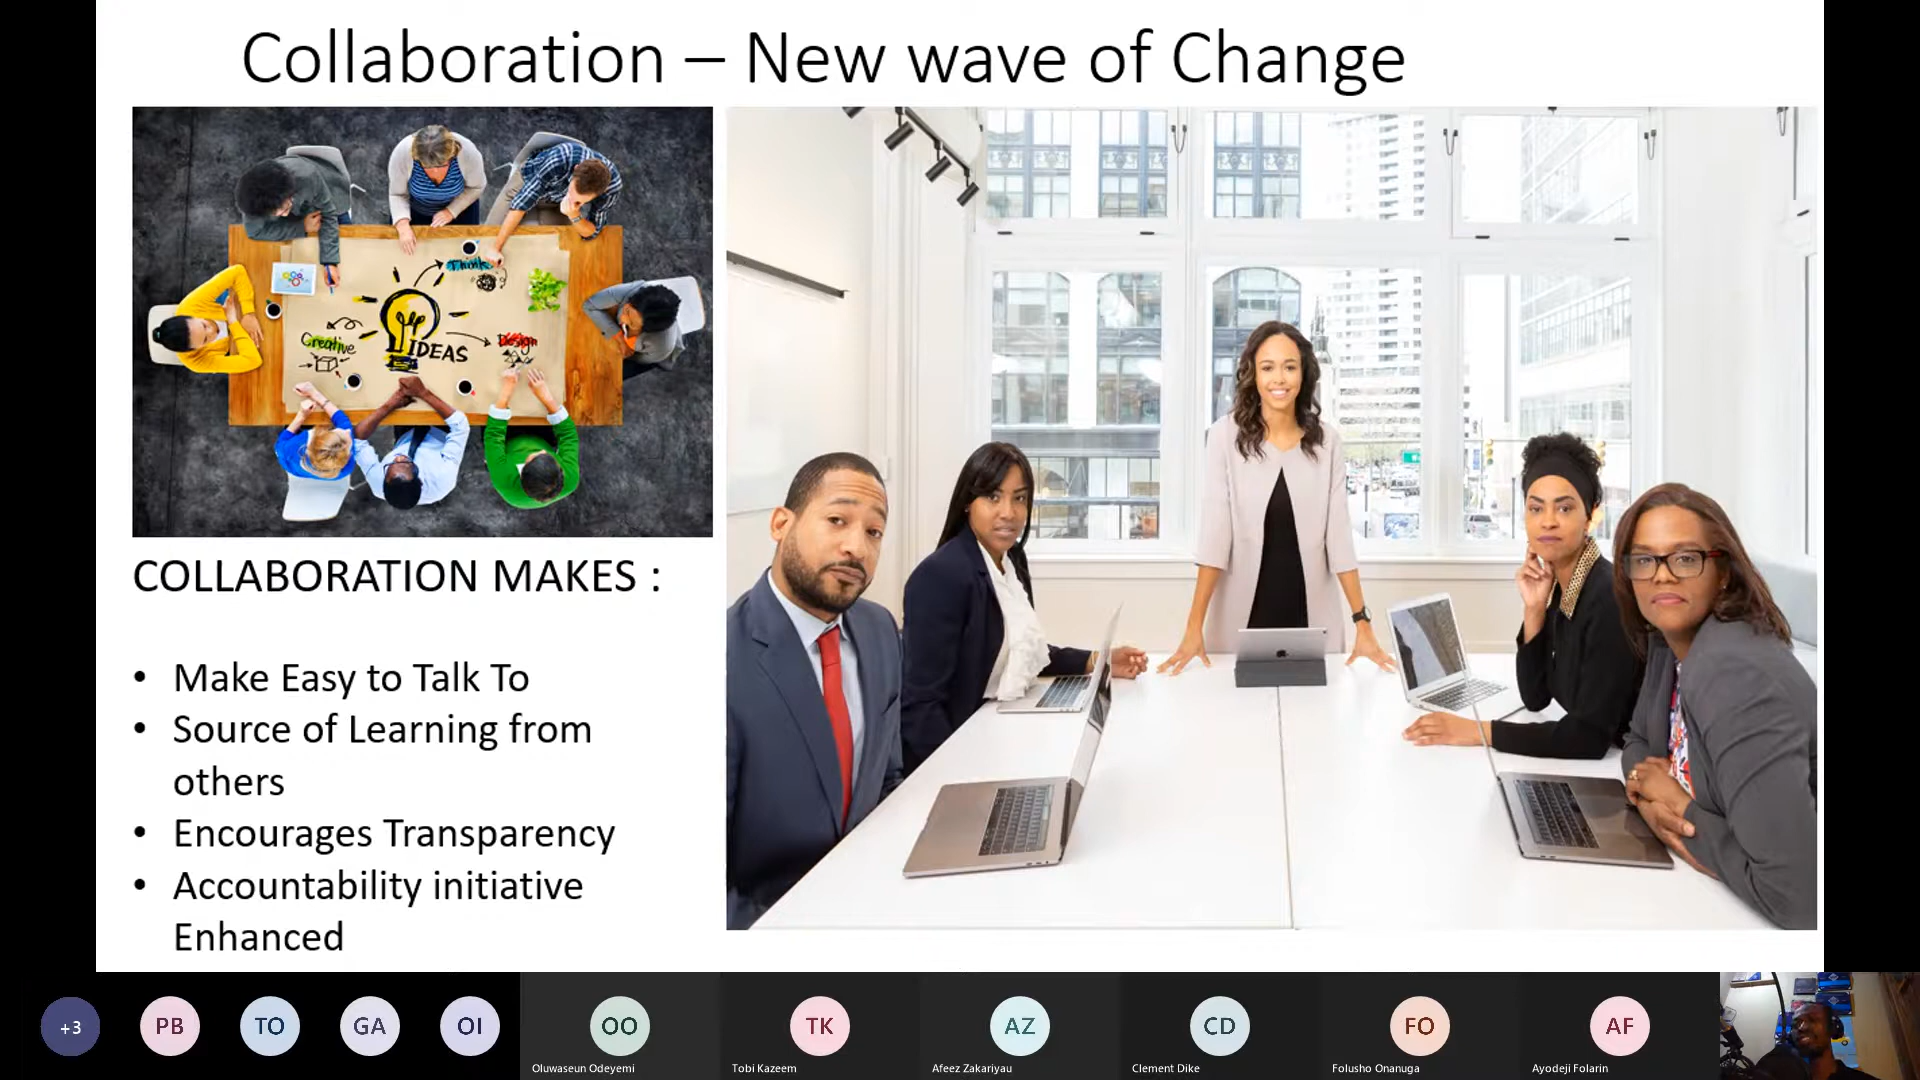 Collaboration – New wave of Change
Thinks
Creative
IDEAS
Design
COLLABORATION MAKES :
• Make Easy to Talk To
• Source of Learning from
others
• Encourages Transparency
• Accountability initiative
Enhanced
+3
PB
TO
GA
OI
OO
TK
AZ
CD
FO
AF
Oluwaseun Odeyemi
Tobi Kazeem
Afeez Zakariyau
Clement Dike
Folusho Onanuga
Ayodeji Folarin